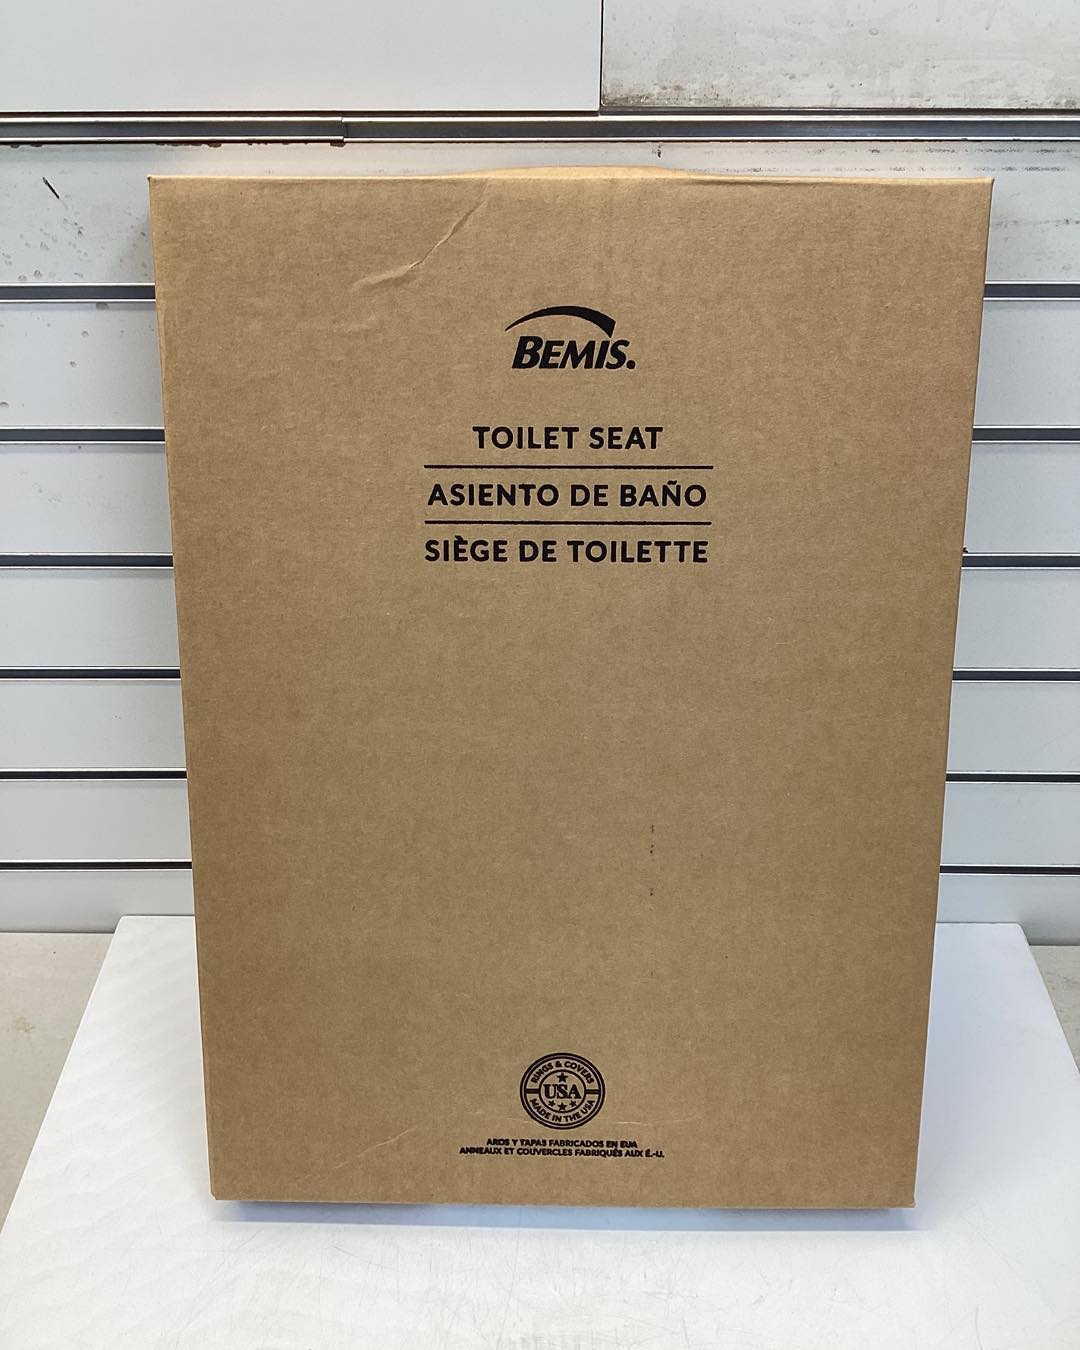 BEMIS.
TOILET SEAT
ASIENTO DE BAÑO
SIÈGE DE TOILETTE
RINGS & COVERS
USA
MADE IN THE USA
AROS Y TAPAS FABRICADOS EN EUA
ANNEAUX ET COUVERCLES FABRIQUÉS AUX É.-U.